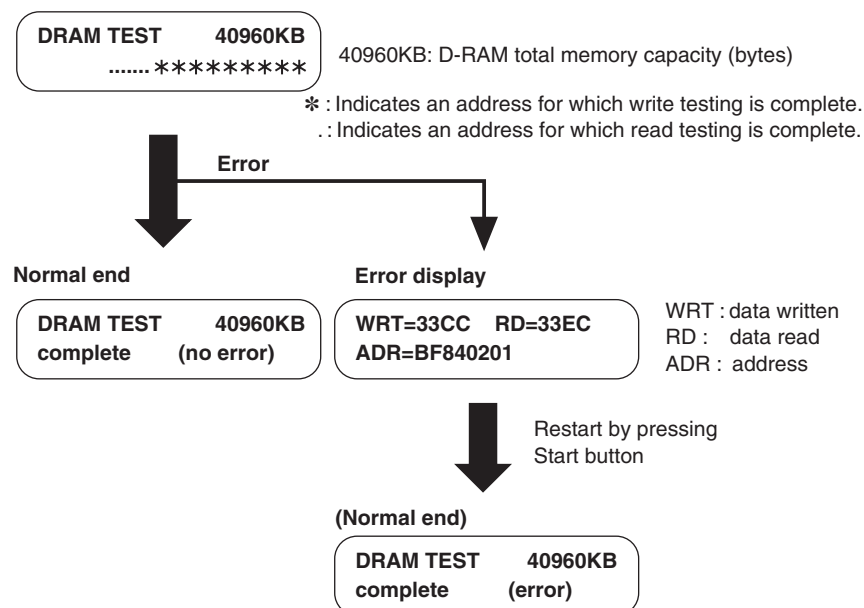 DRAM TEST 40960KB
.......✻✻✻✻✻✻✻✻✻
40960KB: D-RAM total memory capacity (bytes)
✻ : Indicates an address for which write testing is complete.
. : Indicates an address for which read testing is complete.
Error
Normal end
DRAM TEST 40960KB
complete (no error)
Error display
WRT=33CC RD=33EC
ADR=BF840201
WRT : data written
RD : data read
ADR : address
Restart by pressing
Start button
(Normal end)
DRAM TEST 40960KB
complete (error)